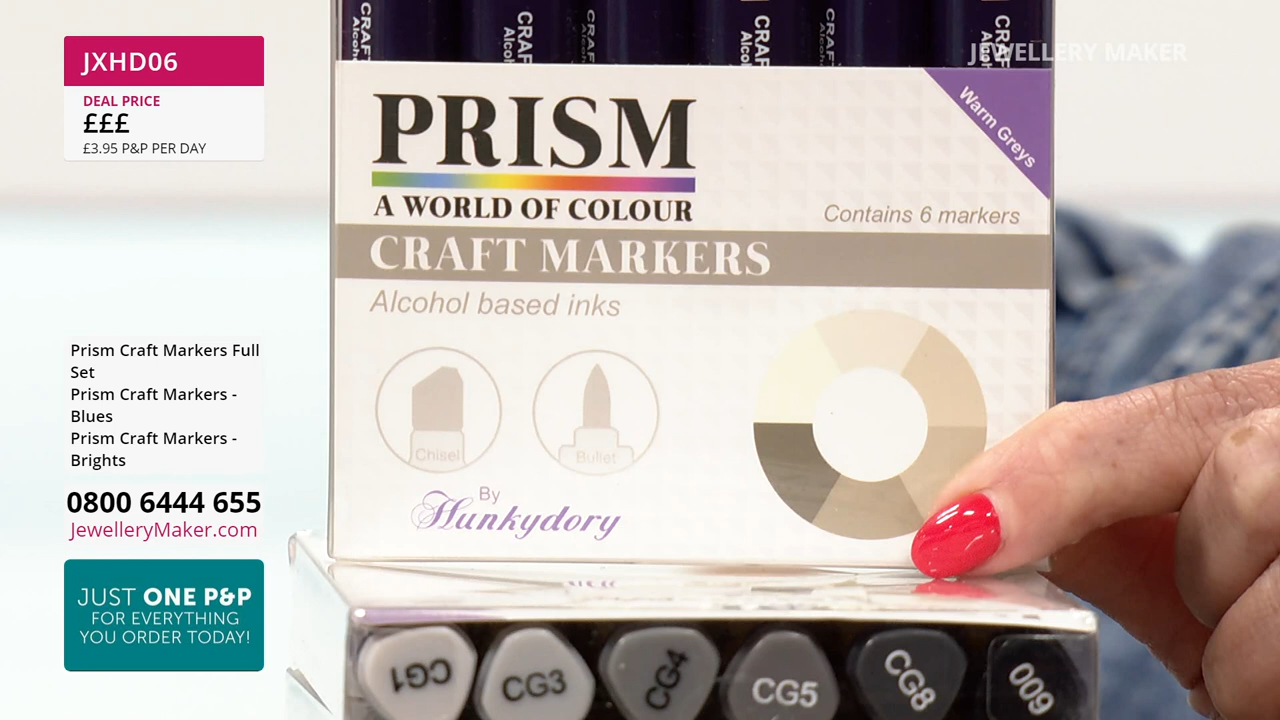 JXHD06
DEAL PRICE
£££
£3.95 P&P PER DAY
Prism Craft Markers Full
Set
Prism Craft Markers -
Blues
Prism Craft Markers -
Brights
0800 6444 655
JewelleryMaker.com
JUST ONE P&P
FOR EVERYTHING
YOU ORDER TODAY!
JEWELLERY MAKER
PRISM
A WORLD OF COLOUR
Warm Greys
Contains 6 markers
CRAFT MARKERS
Alcohol based inks
Chisel
Bullet
By
Hunkydory
CG1
CG3
CG4
CG5
CG8
009